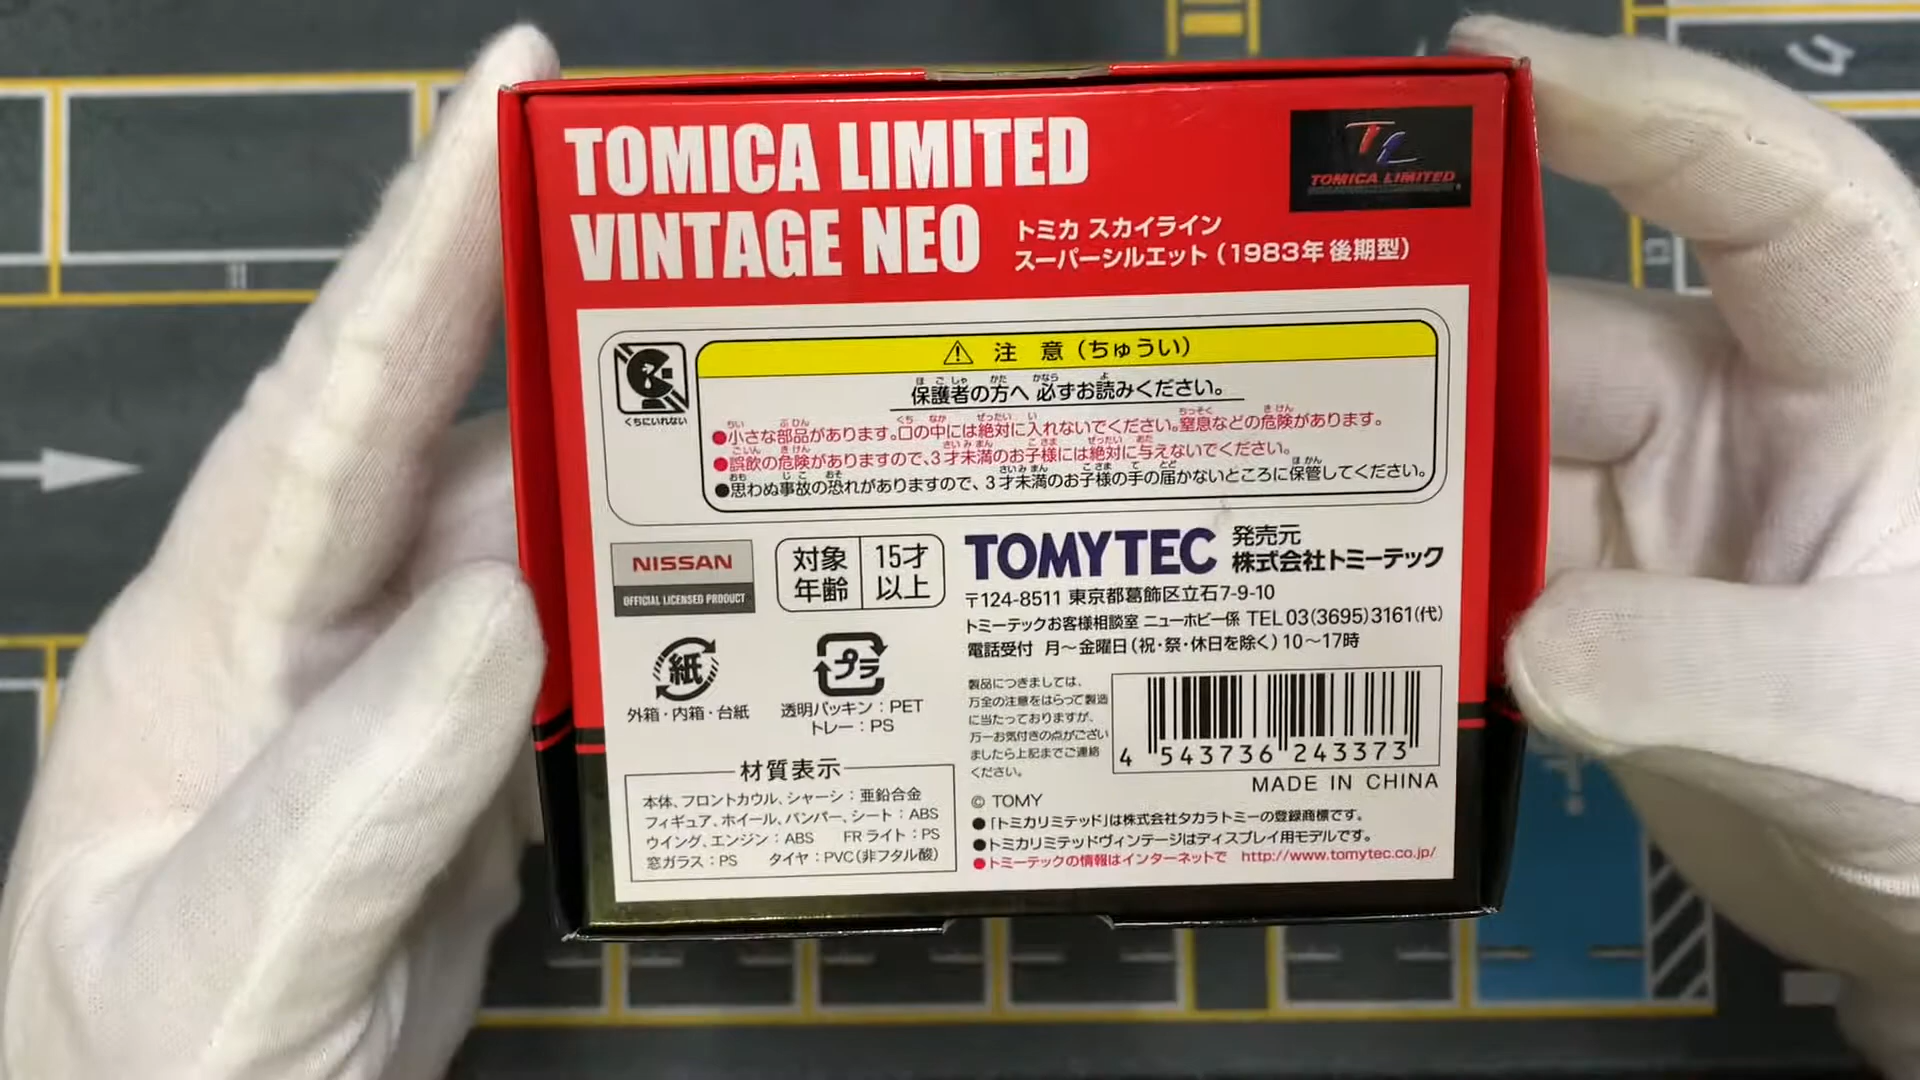 TOMICA LIMITED
VINTAGE NEO
トミカ スカイライン
スーパーシルエット（1983年 後期型）
TL
TOMICA LIMITED
くちにいれない
注 意（ちゅうい）
保護者の方へ 必ずお読みください。
●小さな部品があります。口の中には絶対に入れないでください。窒息などの危険があります。
●誤飲の危険がありますので、3才未満のお子様には絶対に与えないでください。
●思わぬ事故の恐れがありますので、3才未満のお子様の手の届かないところに保管してください。
NISSAN
OFFICIAL LICENSED PRODUCT
対象年齢
15才以上
TOMYTEC
発売元
株式会社トミーテック
〒124-8511 東京都葛飾区立石7-9-10
トミーテックお客様相談室 ニューホビー係 TEL 03(3695)3161(代)
電話受付 月〜金曜日（祝・祭・休日を除く）10〜17時
紙
外箱・内箱・台紙
プラ
透明パッキン：PET
トレー：PS
製品につきましては、
万全の注意をはらって製造
に当たっておりますが、
万一お気付きの点がござい
ましたら上記までご連絡
ください。
4 543736 243373
MADE IN CHINA
材質表示
本体、フロントカウル、シャーシ：亜鉛合金
フィギュア、ホイール、バンパー、シート：ABS
ウイング、エンジン：ABS FRライト：PS
窓ガラス：PS タイヤ：PVC（非フタル酸）
© TOMY
●「トミカリミテッド」は株式会社タカラトミーの登録商標です。
●トミカリミテッドヴィンテージはディスプレイ用モデルです。
●トミーテックの情報はインターネットで http://www.tomytec.co.jp/